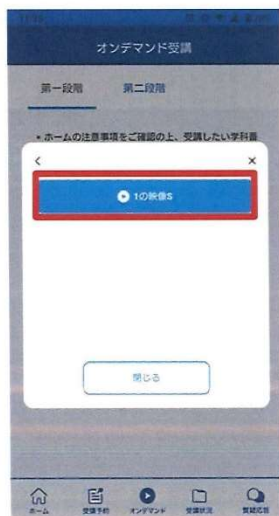 オンデマンド受講
第一段階
第二段階
● ホームの注意事項をご確認の上、受講したい学科番
1の映像S
閉じる
ホーム
受講予約
オンデマンド
受講状況
質疑応答